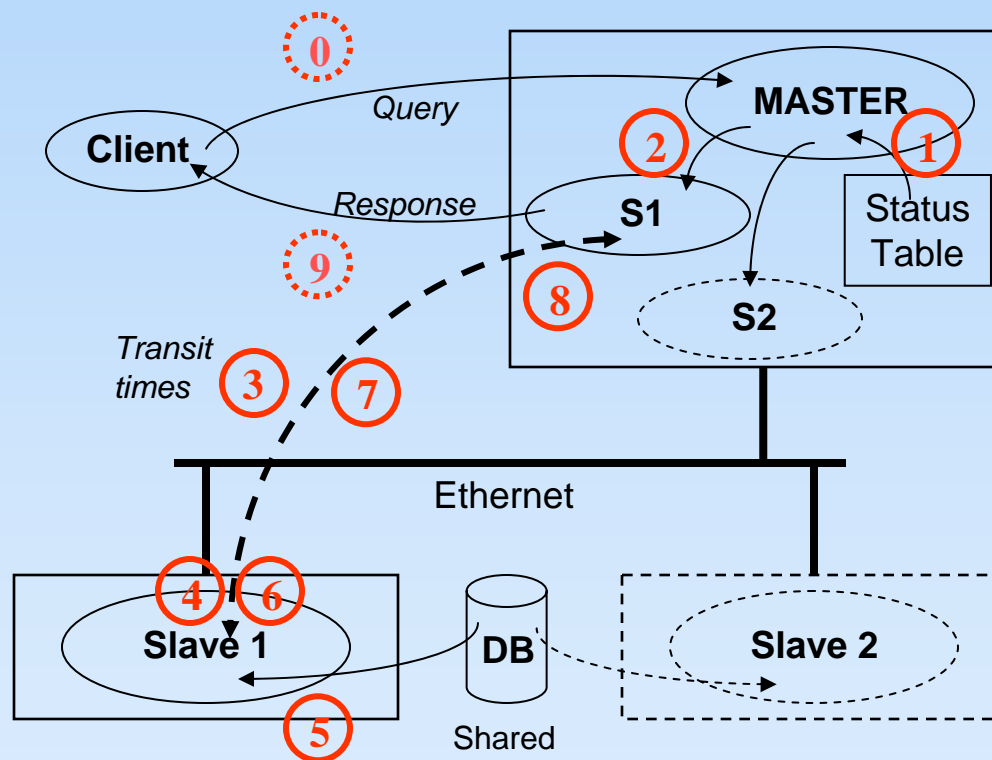 0
Query
MASTER
Client
2
1
Response
S1
Status
Table
9
8
S2
Transit
times
3
7
Ethernet
4
6
Slave 1
DB
Slave 2
5
Shared